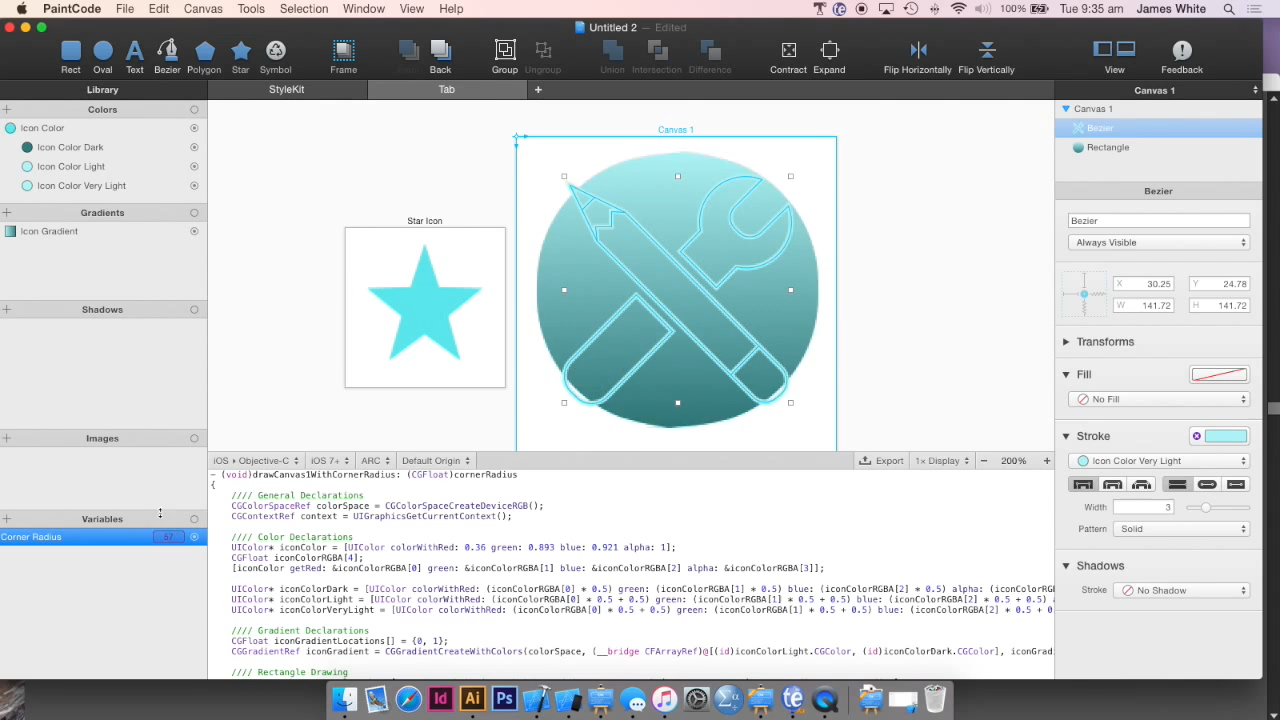 PaintCode File Edit Canvas Tools Selection Window View Help 100% Tue 9:35 am James White
Untitled 2 — Edited
Rect Oval Text Bezier Polygon Star Symbol Frame Back Group Ungroup Union Intersection Difference Contract Expand Flip Horizontally Flip Vertically View Feedback
Library StyleKit Tab + Canvas 1
Colors
Icon Color
Icon Color Dark
Icon Color Light
Icon Color Very Light
Gradients
Icon Gradient
Shadows
Images
Variables
Corner Radius 57
Star Icon
Canvas 1
Canvas 1
Bezier
Rectangle
Bezier
Bezier
Always Visible
X 30.25 Y 24.78
W 141.72 H 141.72
Transforms
Fill
No Fill
Stroke
Icon Color Very Light
Width 3
Pattern Solid
Shadows
Stroke No Shadow
iOS › Objective-C iOS 7+ ARC Default Origin Export 1× Display − 200% +
- (void)drawCanvas1WithCornerRadius: (CGFloat)cornerRadius
{
//// General Declarations
CGColorSpaceRef colorSpace = CGColorSpaceCreateDeviceRGB();
CGContextRef context = UIGraphicsGetCurrentContext();
//// Color Declarations
UIColor* iconColor = [UIColor colorWithRed: 0.36 green: 0.893 blue: 0.921 alpha: 1];
CGFloat iconColorRGBA[4];
[iconColor getRed: &iconColorRGBA[0] green: &iconColorRGBA[1] blue: &iconColorRGBA[2] alpha: &iconColorRGBA[3]];
UIColor* iconColorDark = [UIColor colorWithRed: (iconColorRGBA[0] * 0.5) green: (iconColorRGBA[1] * 0.5) blue: (iconColorRGBA[2] * 0.5) alpha: (iconColorRGBA
UIColor* iconColorLight = [UIColor colorWithRed: (iconColorRGBA[0] * 0.5 + 0.5) green: (iconColorRGBA[1] * 0.5 + 0.5) blue: (iconColorRGBA[2] * 0.5 + 0.5) a
UIColor* iconColorVeryLight = [UIColor colorWithRed: (iconColorRGBA[0] * 0.5 + 0.5) green: (iconColorRGBA[1] * 0.5 + 0.5) blue: (iconColorRGBA[2] * 0.5 + 0.
//// Gradient Declarations
CGFloat iconGradientLocations[] = {0, 1};
CGGradientRef iconGradient = CGGradientCreateWithColors(colorSpace, (__bridge CFArrayRef)@[(id)iconColorLight.CGColor, (id)iconColorDark.CGColor], iconGrad
//// Rectangle Drawing